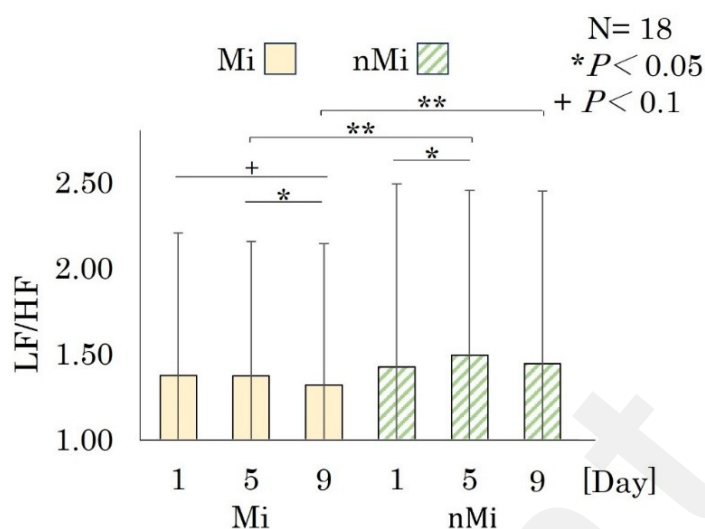 Mi nMi
N= 18
*P< 0.05
+ P< 0.1
**
**
*
+
*
2.50
2.00
1.50
1.00
LF/HF
1 5 9 1 5 9 [Day]
Mi nMi